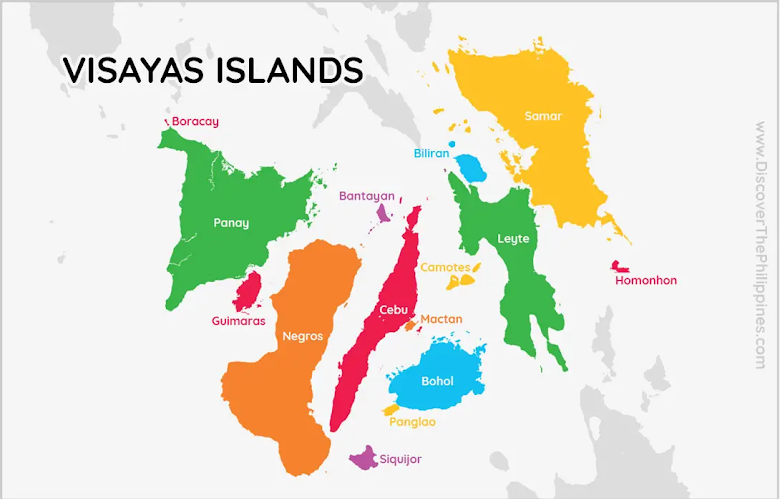 VISAYAS ISLANDS
Boracay
Samar
Biliran
Bantayan
Panay
Leyte
Camotes
Homonhon
Guimaras
Cebu
Mactan
Negros
Bohol
Panglao
Siquijor
www.DiscoverThePhilippines.com